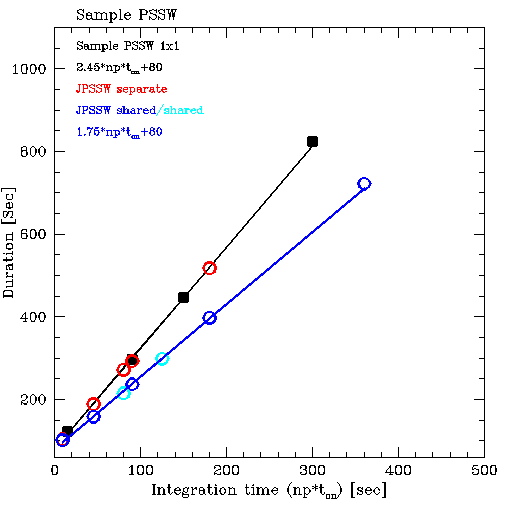 Sample PSSW
Sample PSSW 1x1
2.45*np*t_on+80
JPSSW separate
JPSSW shared/shared
1.75*np*t_on+80
1000
800
600
400
200
Duration [Sec]
0 100 200 300 400 500
Integration time (np*t_on) [sec]